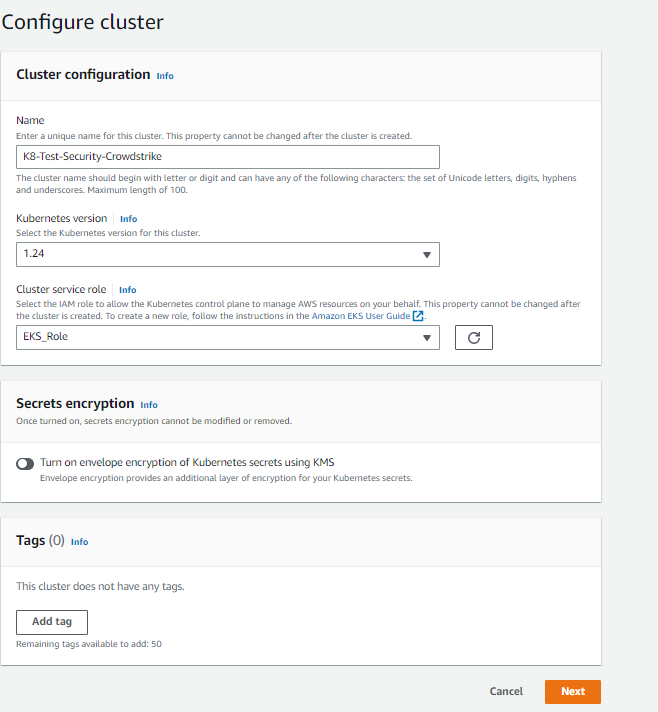 Configure cluster
Cluster configuration Info
Name
Enter a unique name for this cluster. This property cannot be changed after the cluster is created.
K8-Test-Security-Crowdstrike
The cluster name should begin with letter or digit and can have any of the following characters: the set of Unicode letters, digits, hyphens
and underscores. Maximum length of 100.
Kubernetes version Info
Select the Kubernetes version for this cluster.
1.24
Cluster service role Info
Select the IAM role to allow the Kubernetes control plane to manage AWS resources on your behalf. This property cannot be changed after
the cluster is created. To create a new role, follow the instructions in the Amazon EKS User Guide.
EKS_Role
Secrets encryption Info
Once turned on, secrets encryption cannot be modified or removed.
Turn on envelope encryption of Kubernetes secrets using KMS
Envelope encryption provides an additional layer of encryption for your Kubernetes secrets.
Tags (0) Info
This cluster does not have any tags.
Add tag
Remaining tags available to add: 50
Cancel Next